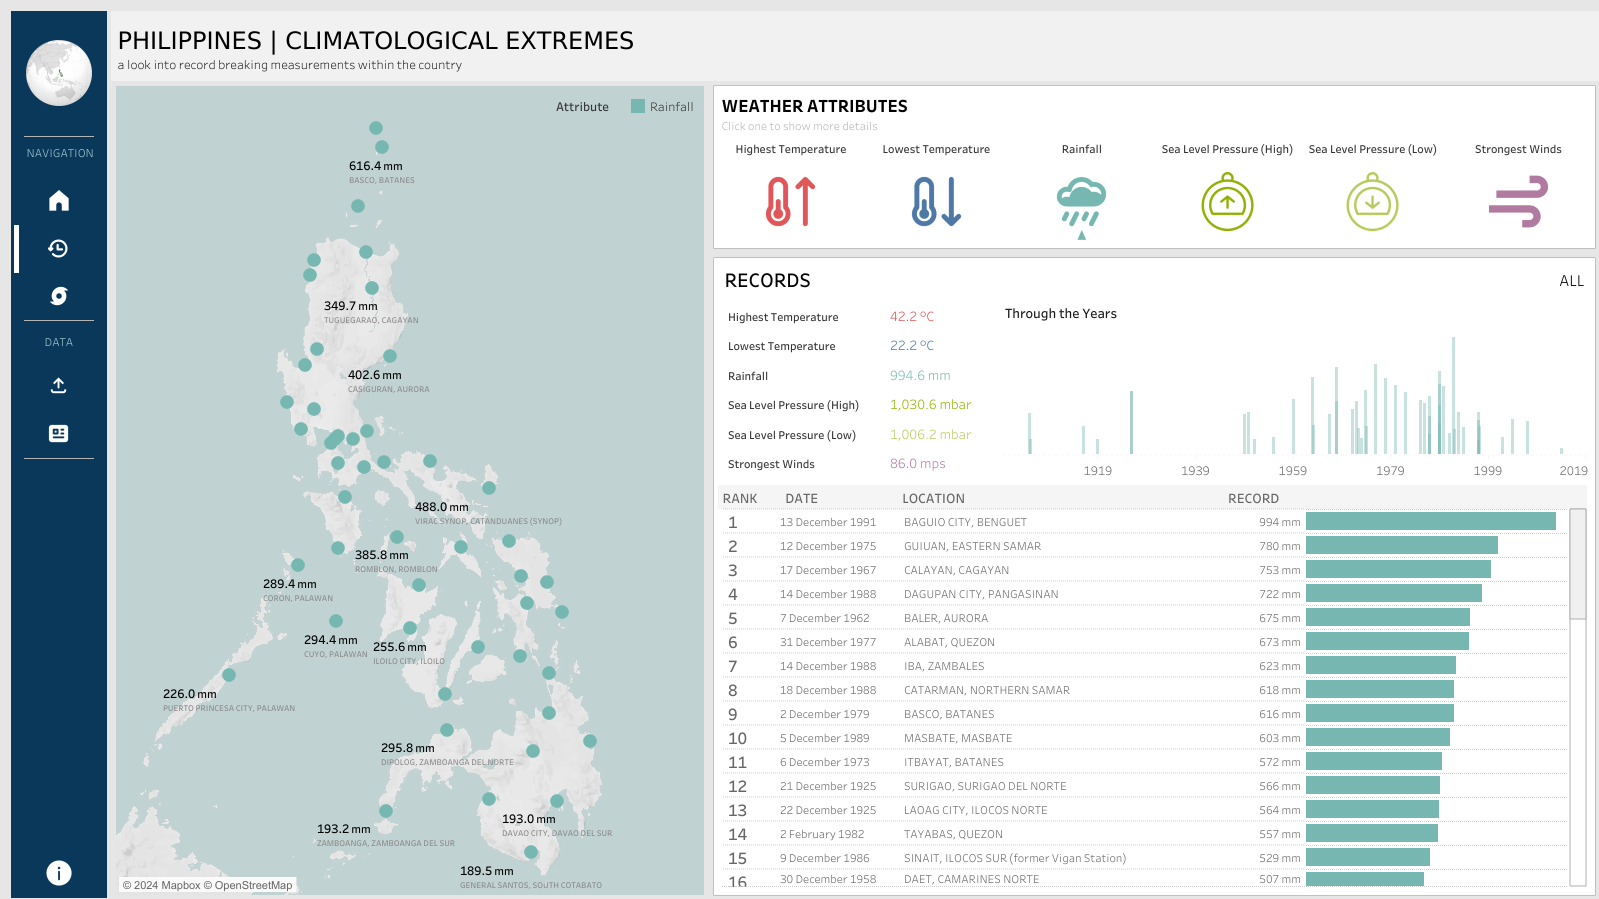 PHILIPPINES | CLIMATOLOGICAL EXTREMES
a look into record breaking measurements within the country
NAVIGATION
DATA
Attribute Rainfall
616.4 mm
BASCO, BATANES
349.7 mm
TUGUEGARAO, CAGAYAN
402.6 mm
CASIGURAN, AURORA
488.0 mm
VIRAC SYNOP, CATANDUANES (SYNOP)
385.8 mm
ROMBLON, ROMBLON
289.4 mm
CORON, PALAWAN
294.4 mm
CUYO, PALAWAN
255.6 mm
ILOILO CITY, ILOILO
226.0 mm
PUERTO PRINCESA CITY, PALAWAN
295.8 mm
DIPOLOG, ZAMBOANGA DEL NORTE
193.2 mm
ZAMBOANGA, ZAMBOANGA DEL SUR
193.0 mm
DAVAO CITY, DAVAO DEL SUR
189.5 mm
GENERAL SANTOS, SOUTH COTABATO
© 2024 Mapbox © OpenStreetMap
WEATHER ATTRIBUTES
Click one to show more details
Highest Temperature Lowest Temperature Rainfall Sea Level Pressure (High) Sea Level Pressure (Low) Strongest Winds
RECORDS ALL
Highest Temperature 42.2 ºC
Lowest Temperature 22.2 ºC
Rainfall 994.6 mm
Sea Level Pressure (High) 1,030.6 mbar
Sea Level Pressure (Low) 1,006.2 mbar
Strongest Winds 86.0 mps
Through the Years
1919 1939 1959 1979 1999 2019
RANK DATE LOCATION RECORD
1 13 December 1991 BAGUIO CITY, BENGUET 994 mm
2 12 December 1975 GUIUAN, EASTERN SAMAR 780 mm
3 17 December 1967 CALAYAN, CAGAYAN 753 mm
4 14 December 1988 DAGUPAN CITY, PANGASINAN 722 mm
5 7 December 1962 BALER, AURORA 675 mm
6 31 December 1977 ALABAT, QUEZON 673 mm
7 14 December 1988 IBA, ZAMBALES 623 mm
8 18 December 1988 CATARMAN, NORTHERN SAMAR 618 mm
9 2 December 1979 BASCO, BATANES 616 mm
10 5 December 1989 MASBATE, MASBATE 603 mm
11 6 December 1973 ITBAYAT, BATANES 572 mm
12 21 December 1925 SURIGAO, SURIGAO DEL NORTE 566 mm
13 22 December 1925 LAOAG CITY, ILOCOS NORTE 564 mm
14 2 February 1982 TAYABAS, QUEZON 557 mm
15 9 December 1986 SINAIT, ILOCOS SUR (former Vigan Station) 529 mm
16 30 December 1958 DAET, CAMARINES NORTE 507 mm